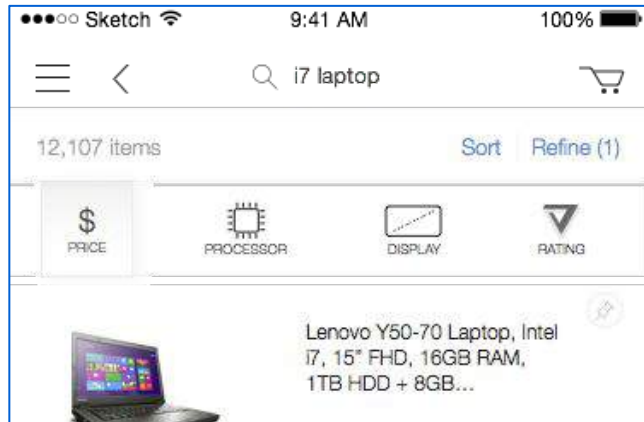 Sketch 9:41 AM 100%
i7 laptop
12,107 items Sort Refine (1)
$
PRICE PROCESSOR DISPLAY RATING
Lenovo Y50-70 Laptop, Intel
i7, 15" FHD, 16GB RAM,
1TB HDD + 8GB...